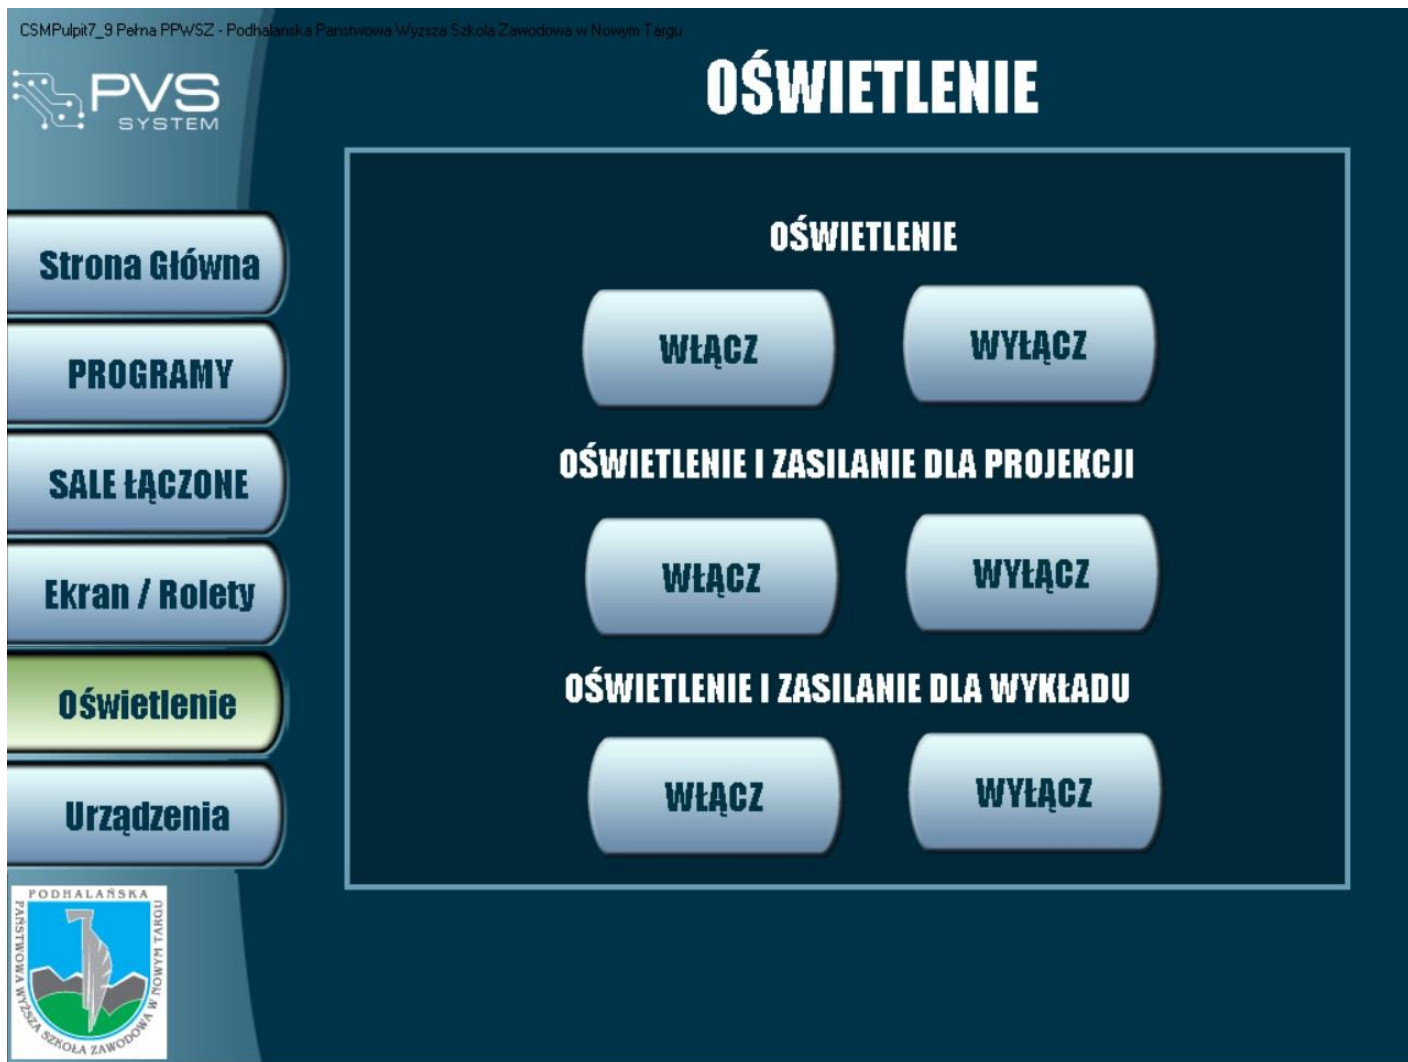 CSMPulpit7_9 Pełna PPWSZ - Podhalanska Panstwowa Wyzsza Szkola Zawodowa w Nowym Targu
PVS
SYSTEM
OŚWIETLENIE
Strona Główna
PROGRAMY
SALE ŁĄCZONE
Ekran / Rolety
Oświetlenie
Urządzenia
OŚWIETLENIE
WŁĄCZ WYŁĄCZ
OŚWIETLENIE I ZASILANIE DLA PROJEKCJI
WŁĄCZ WYŁĄCZ
OŚWIETLENIE I ZASILANIE DLA WYKŁADU
WŁĄCZ WYŁĄCZ
PODHALAŃSKA
PAŃSTWOWA WYŻSZA SZKOŁA ZAWODOWA W NOWYM TARGU